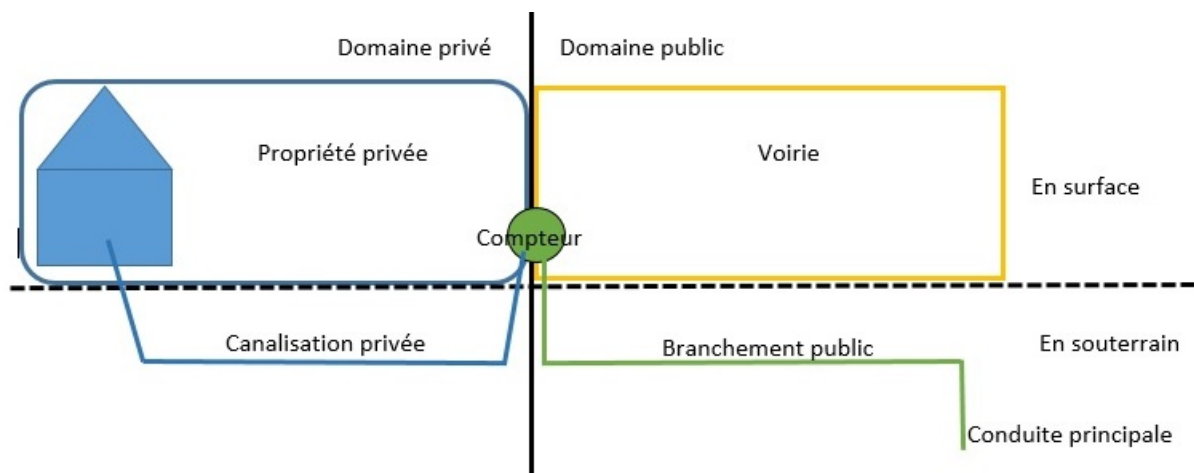 Domaine privé
Domaine public
Propriété privée
Voirie
En surface
Compteur
Canalisation privée
Branchement public
En souterrain
Conduite principale